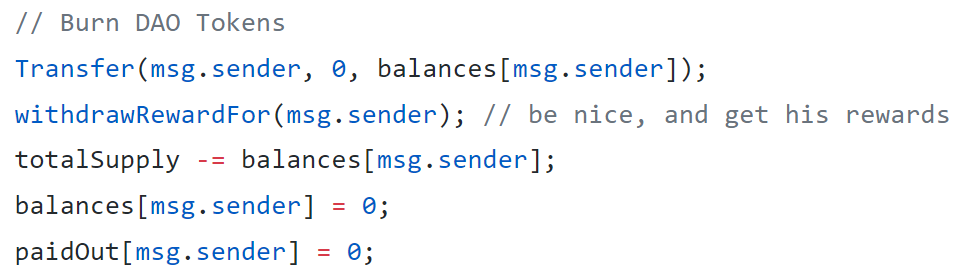 // Burn DAO Tokens
Transfer(msg.sender, 0, balances[msg.sender]);
withdrawRewardFor(msg.sender); // be nice, and get his rewards
totalSupply -= balances[msg.sender];
balances[msg.sender] = 0;
paidOut[msg.sender] = 0;